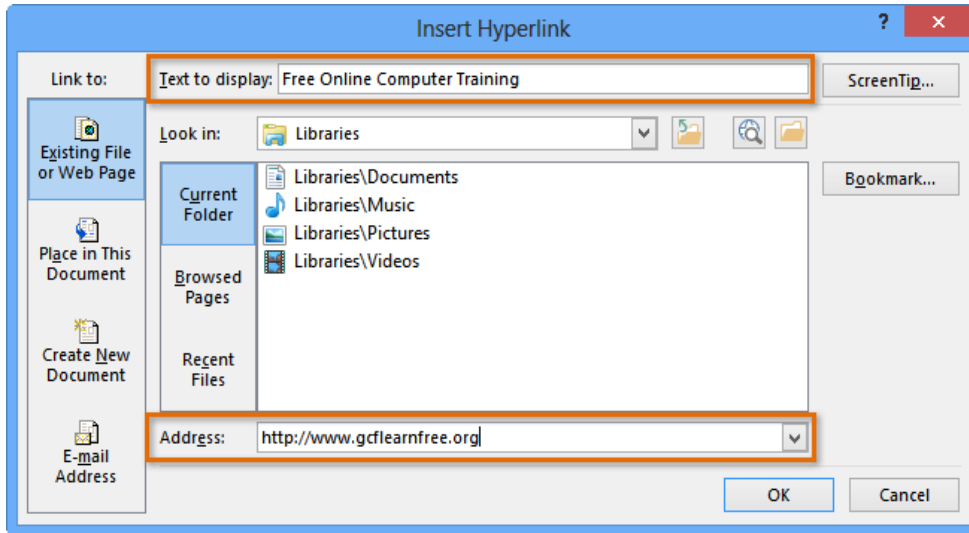 Insert Hyperlink
?
Link to:
Text to display: Free Online Computer Training
ScreenTip...
Existing File
or Web Page
Look in: Libraries
Current
Folder
Libraries\Documents
Libraries\Music
Libraries\Pictures
Libraries\Videos
Bookmark...
Place in This
Document
Browsed
Pages
Create New
Document
Recent
Files
E-mail
Address
Address: http://www.gcflearnfree.org
OK
Cancel